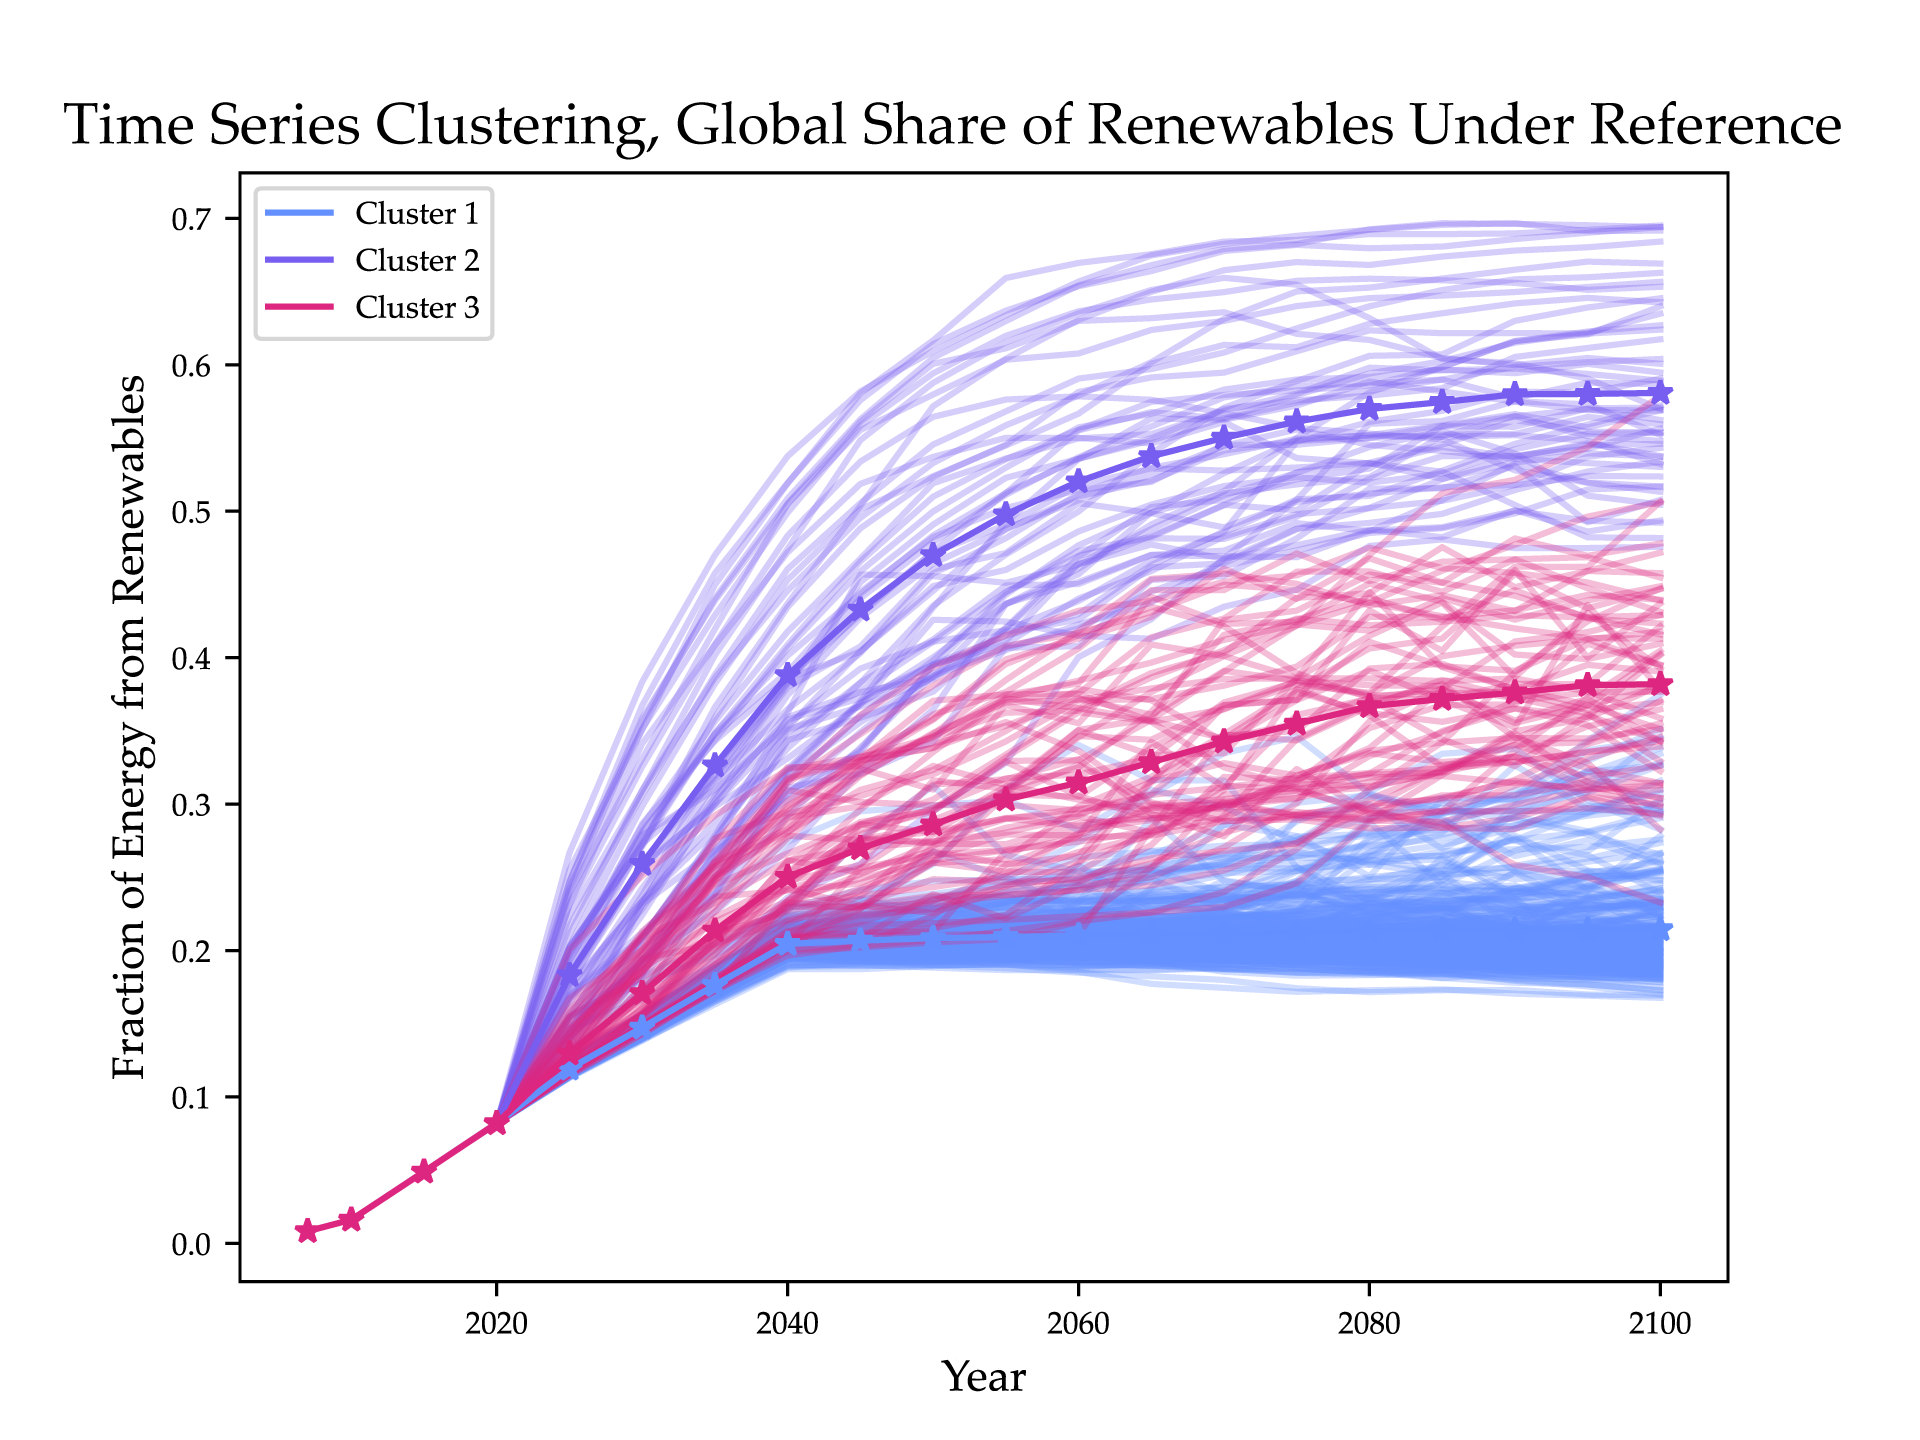 Time Series Clustering, Global Share of Renewables Under Reference
Cluster 1
Cluster 2
Cluster 3
Fraction of Energy from Renewables
0.7
0.6
0.5
0.4
0.3
0.2
0.1
0.0
2020 2040 2060 2080 2100
Year